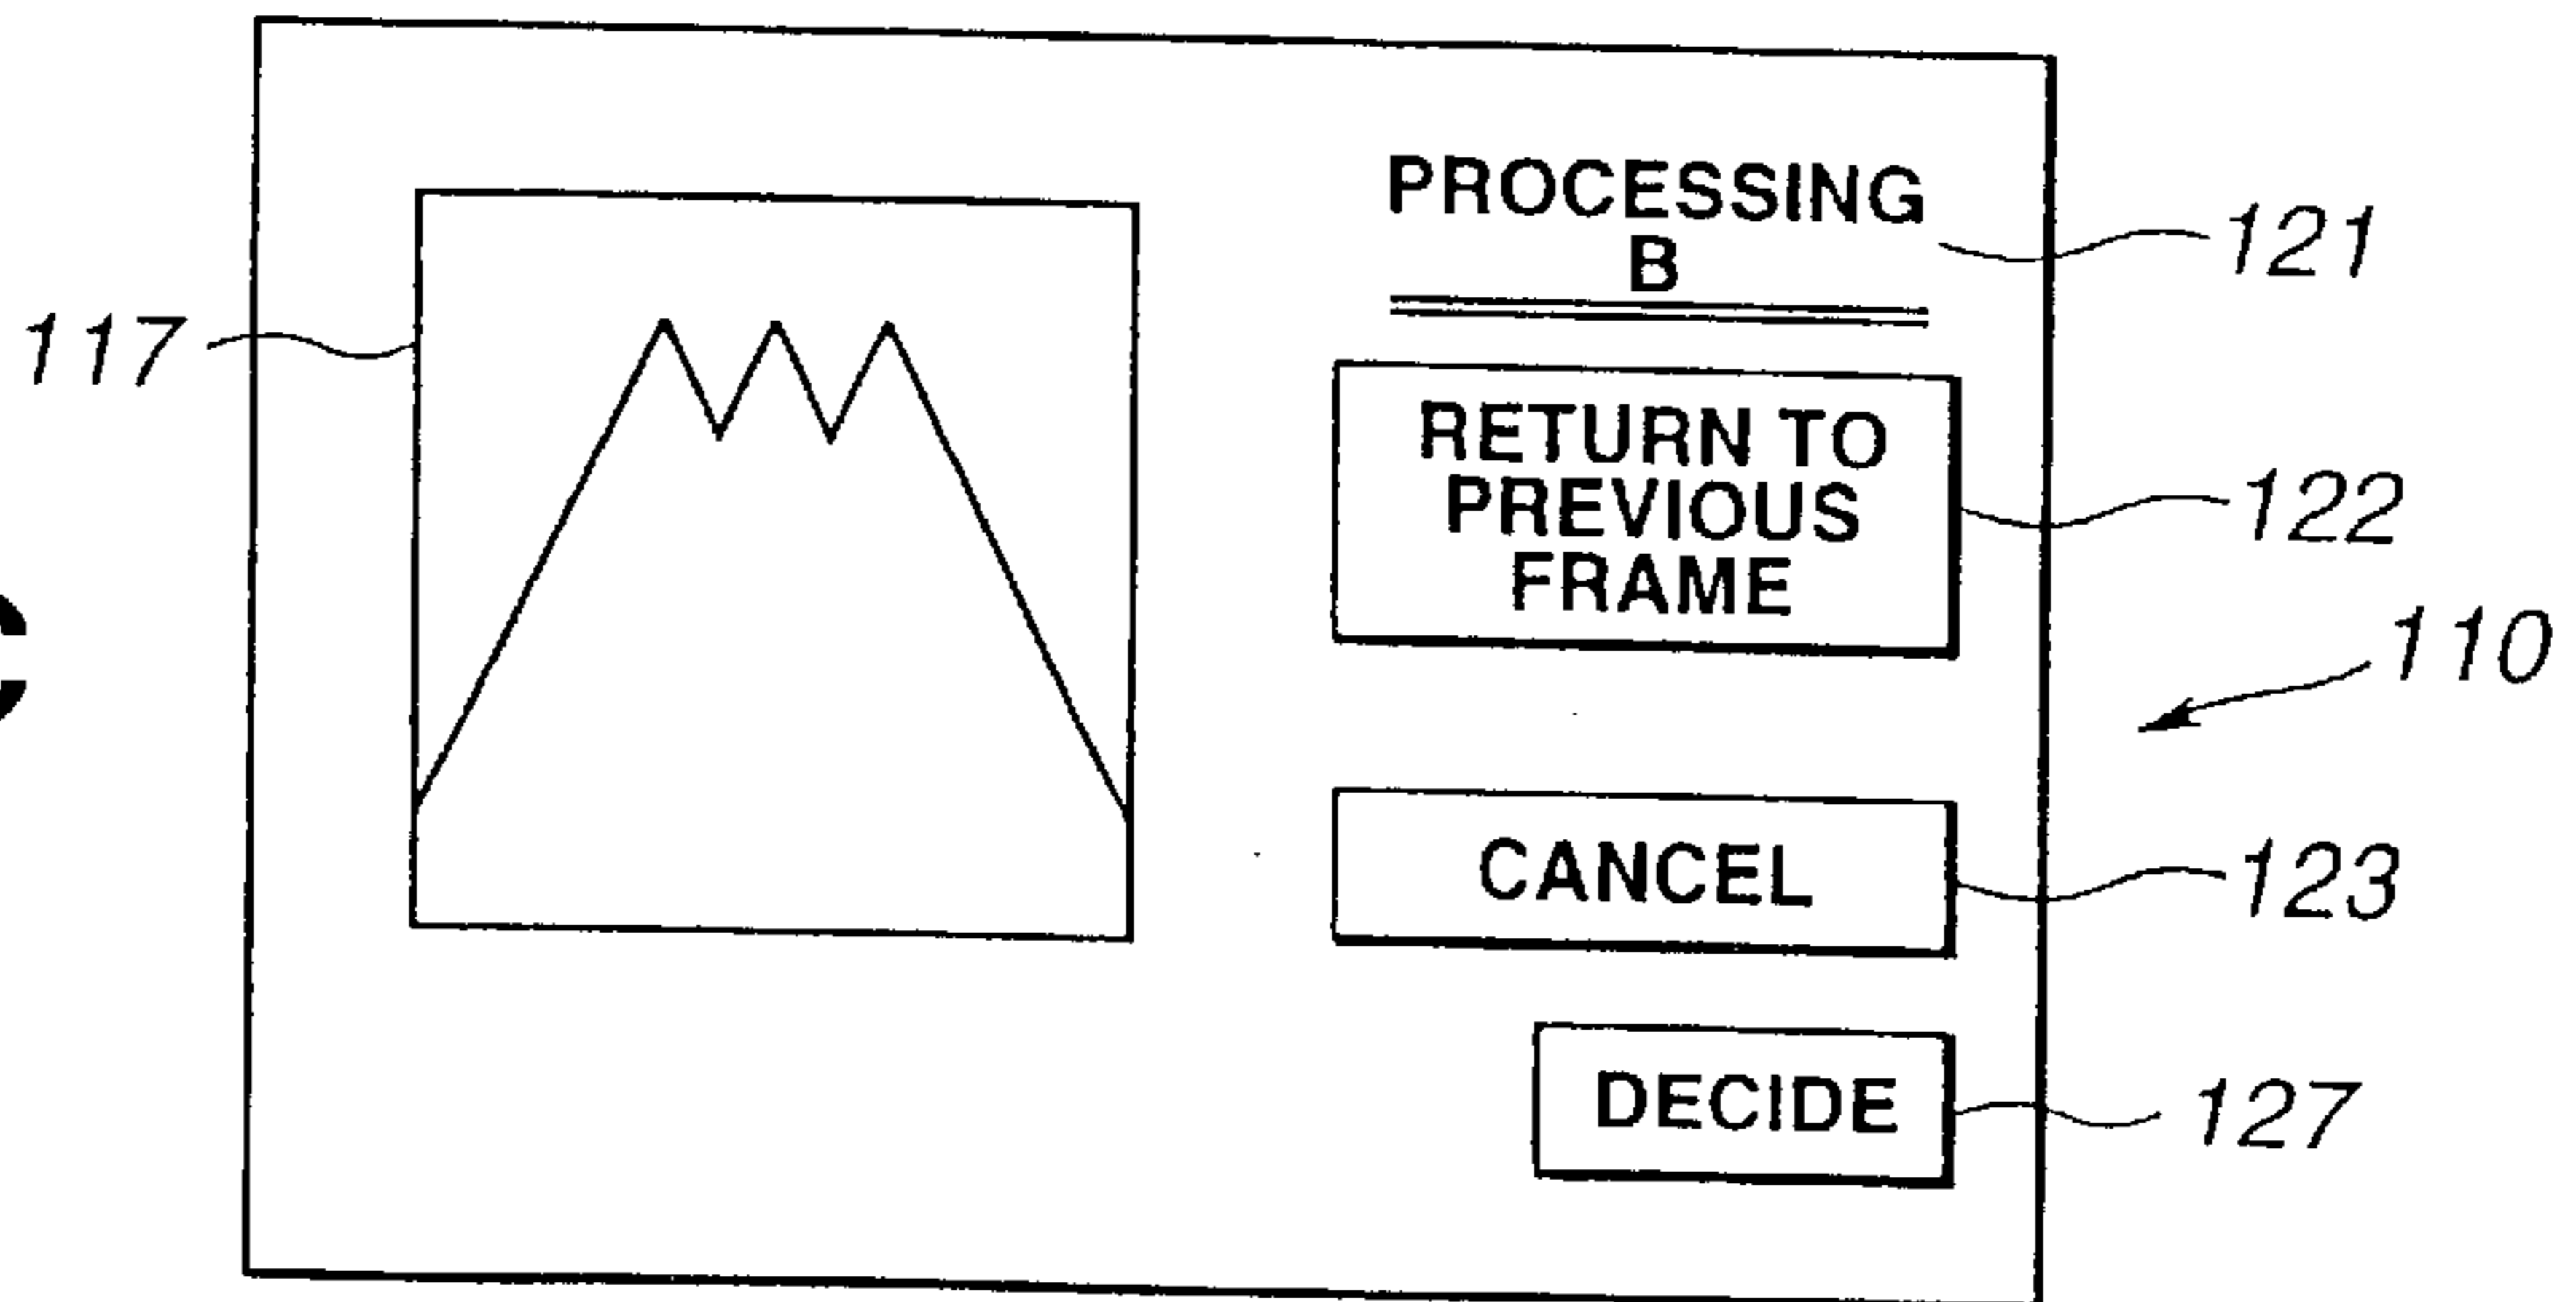 PROCESSING
B
121
117
RETURN TO
PREVIOUS
FRAME
122
110
CANCEL
123
DECIDE
127